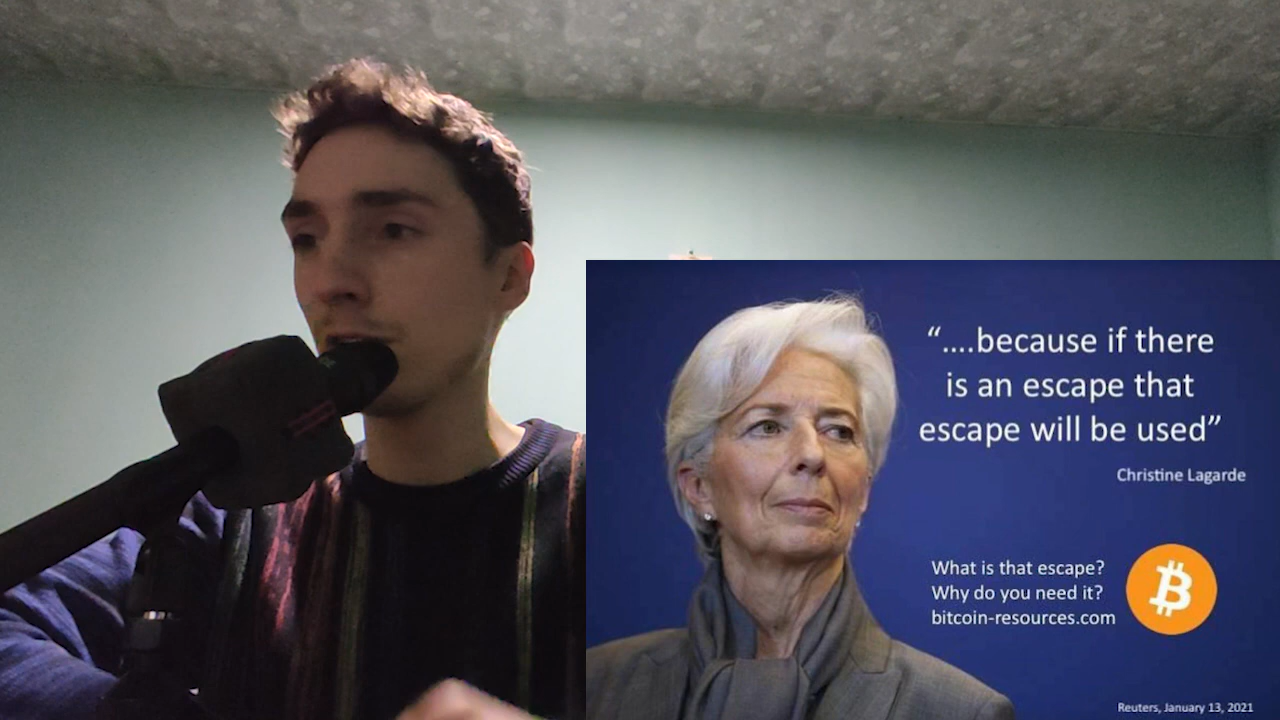 “....because if there
is an escape that
escape will be used”
Christine Lagarde
What is that escape?
Why do you need it?
bitcoin-resources.com
Reuters, January 13, 2021